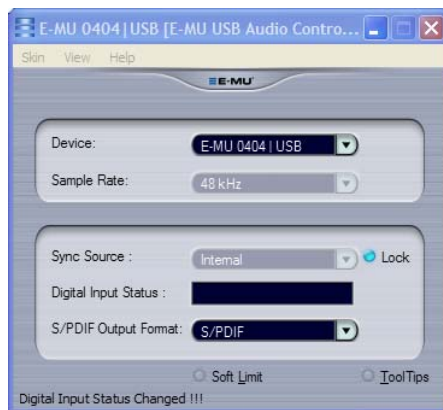 E-MU 0404 | USB [E-MU USB Audio Contro...
Skin View Help
E-MU
Device: E-MU 0404 | USB
Sample Rate: 48 kHz
Sync Source : Internal Lock
Digital Input Status :
S/PDIF Output Format: S/PDIF
Soft Limit ToolTips
Digital Input Status Changed !!!